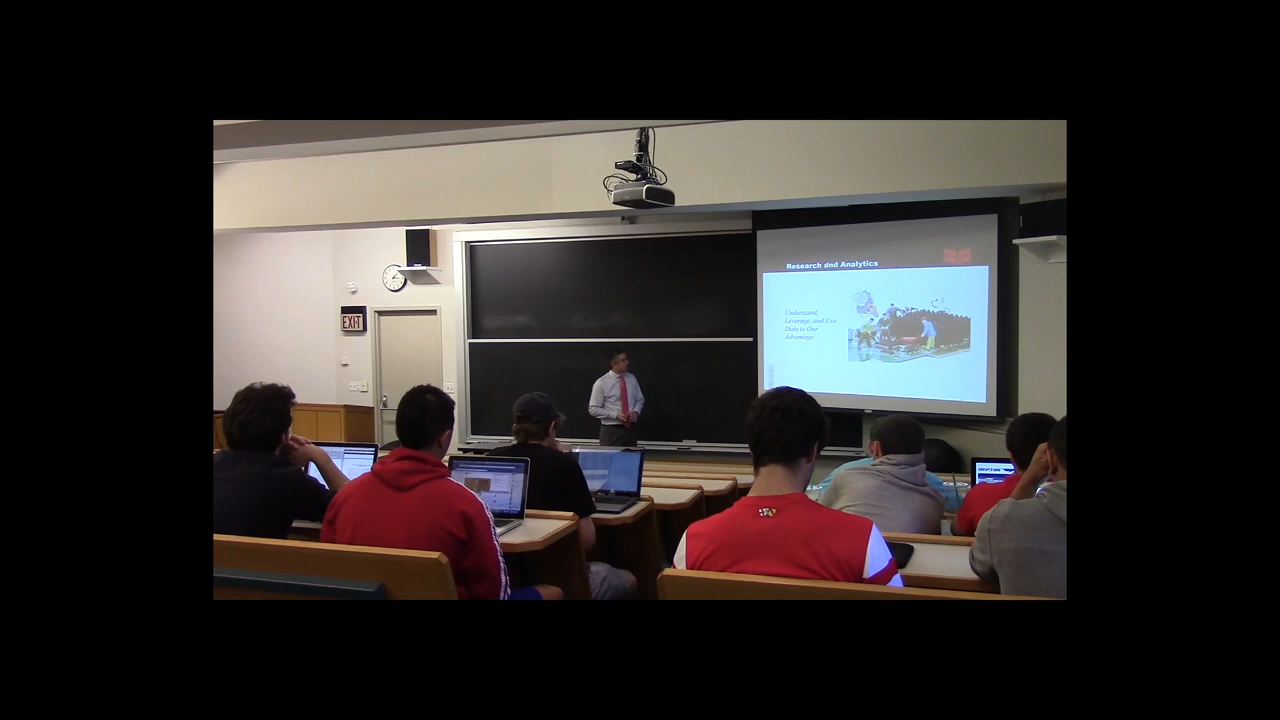 EXIT
Research and Analytics
Understand,
Leverage, and Use
Data to Our
Advantage